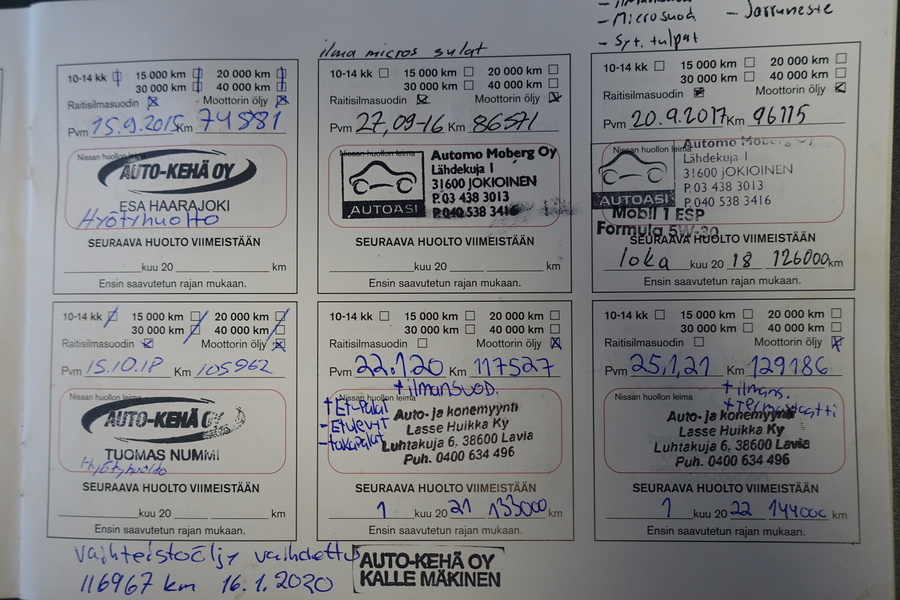 - Microsuod. - Jarruneste
- Syt. tulpat
ilma micros sulat
10-14 kk 15 000 km 20 000 km
30 000 km 40 000 km
Raitisilmasuodin Moottorin öljy
Pvm 15.9.2015 Km 74881
Nissan huollon leima
AUTO-KEHÄ OY
ESA HAARAJOKI
Hyötyhuolto
SEURAAVA HUOLTO VIIMEISTÄÄN
kuu 20 km
Ensin saavutetun rajan mukaan.
10-14 kk 15 000 km 20 000 km
30 000 km 40 000 km
Raitisilmasuodin Moottorin öljy
Pvm 27,09-16 Km 86571
Nissan huollon leima
Automo Moberg Oy
Lähdekuja 1
31600 JOKIOINEN
P.03 438 3013
P.040 538 3416
AUTOASI
SEURAAVA HUOLTO VIIMEISTÄÄN
kuu 20 km
Ensin saavutetun rajan mukaan.
10-14 kk 15 000 km 20 000 km
30 000 km 40 000 km
Raitisilmasuodin Moottorin öljy
Pvm 20.9.2017 Km 96115
Nissan huollon leima
Automo Moberg Oy
Lähdekuja 1
31600 JOKIOINEN
P.03 438 3013
P.040 538 3416
AUTOASI
Mobil 1 ESP
Formula 5W-30
SEURAAVA HUOLTO VIIMEISTÄÄN
loka kuu 20 18 126000 km
Ensin saavutetun rajan mukaan.
10-14 kk 15 000 km 20 000 km
30 000 km 40 000 km
Raitisilmasuodin Moottorin öljy
Pvm 15.10.18 Km 105962
Nissan huollon leima
AUTO-KEHÄ OY
TUOMAS NUMMI
Hyötyhuolto
SEURAAVA HUOLTO VIIMEISTÄÄN
kuu 20 km
Ensin saavutetun rajan mukaan.
10-14 kk 15 000 km 20 000 km
30 000 km 40 000 km
Raitisilmasuodin Moottorin öljy
Pvm 22.1.20 Km 117527
+ilmansuod.
Nissan huollon leima
+Et-palat
-Etulevyt
-takapalat
Auto- ja konemyynti
Lasse Huikka Ky
Luhtakuja 6, 38600 Lavia
Puh. 0400 634 496
SEURAAVA HUOLTO VIIMEISTÄÄN
1 kuu 20 21 133000 km
Ensin saavutetun rajan mukaan.
10-14 kk 15 000 km 20 000 km
30 000 km 40 000 km
Raitisilmasuodin Moottorin öljy
Pvm 25,1,21 Km 129186
+ilmans.
+termostaatti
Nissan huollon leima
Auto- ja konemyynti
Lasse Huikka Ky
Luhtakuja 6, 38600 Lavia
Puh. 0400 634 496
SEURAAVA HUOLTO VIIMEISTÄÄN
1 kuu 20 22 144000 km
Ensin saavutetun rajan mukaan.
vaihteistoöljy vaihdettu
116967 km 16.1.2020
AUTO-KEHÄ OY
KALLE MÄKINEN